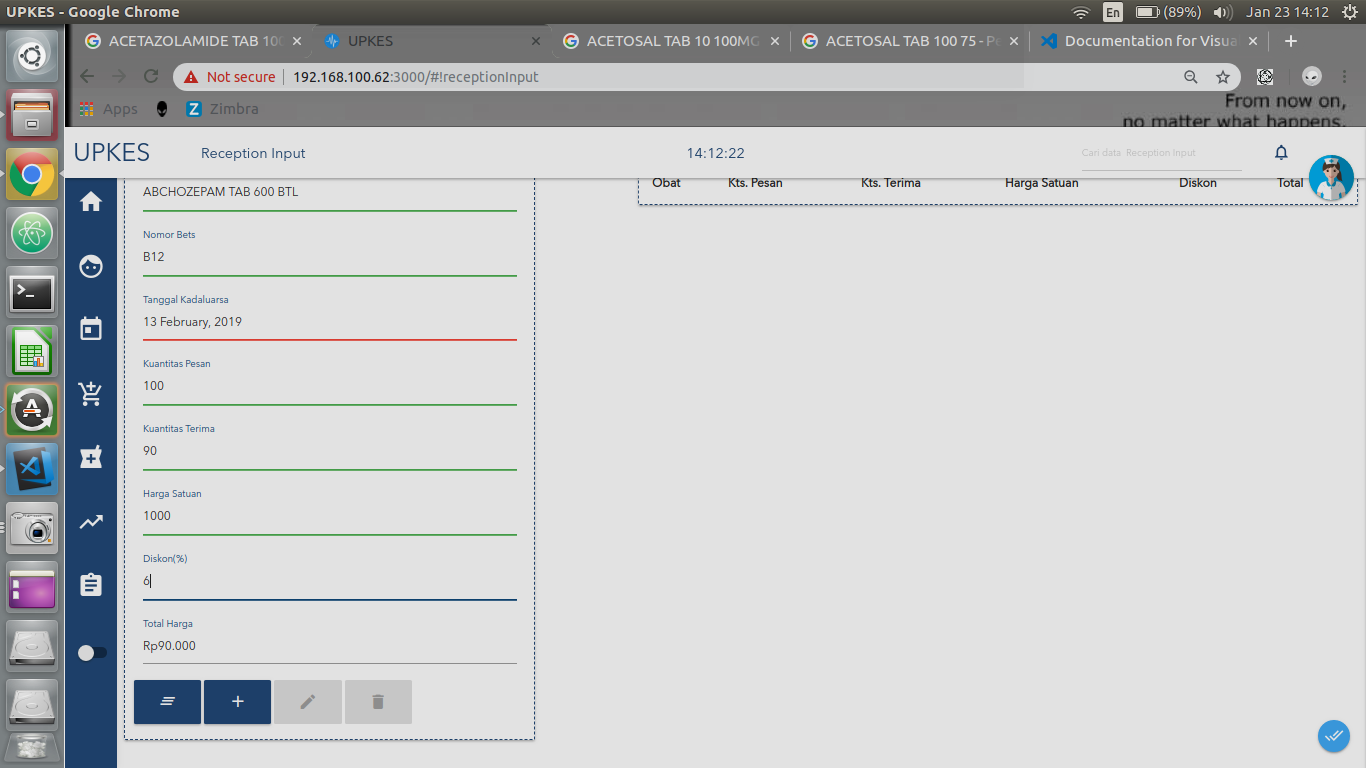 UPKES - Google Chrome
En
(89%)
Jan 23 14:12
ACETAZOLAMIDE TAB 100
UPKES
ACETOSAL TAB 10 100MG
ACETOSAL TAB 100 75 - Pe
Documentation for Visua
Not secure
192.168.100.62:3000/#!receptionInput
Apps
Zimbra
From now on,
no matter what happens,
UPKES
Reception Input
14:12:22
Cari data Reception Input
ABCHOZEPAM TAB 600 BTL
Obat
Kts. Pesan
Kts. Terima
Harga Satuan
Diskon
Total
Nomor Bets
B12
Tanggal Kadaluarsa
13 February, 2019
Kuantitas Pesan
100
Kuantitas Terima
90
Harga Satuan
1000
Diskon(%)
6
Total Harga
Rp90.000